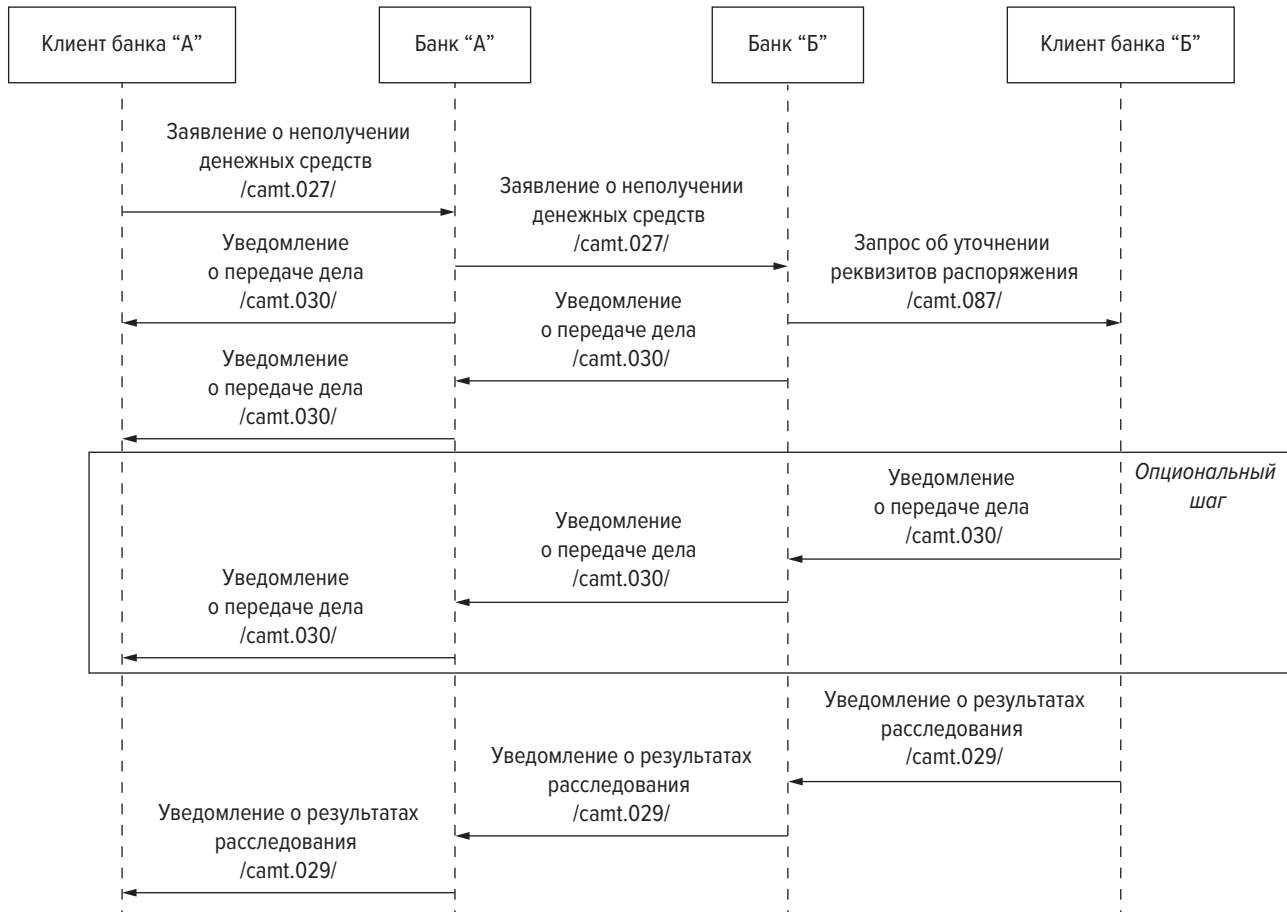 Клиент банка “А”
Банк “А”
Банк “Б”
Клиент банка “Б”
Заявление о неполучении
денежных средств
/camt.027/
Заявление о неполучении
денежных средств
/camt.027/
Уведомление
о передаче дела
/camt.030/
Запрос об уточнении
реквизитов распоряжения
/camt.087/
Уведомление
о передаче дела
/camt.030/
Уведомление
о передаче дела
/camt.030/
Опциональный
шаг
Уведомление
о передаче дела
/camt.030/
Уведомление
о передаче дела
/camt.030/
Уведомление
о передаче дела
/camt.030/
Уведомление о результатах
расследования
/camt.029/
Уведомление о результатах
расследования
/camt.029/
Уведомление о результатах
расследования
/camt.029/